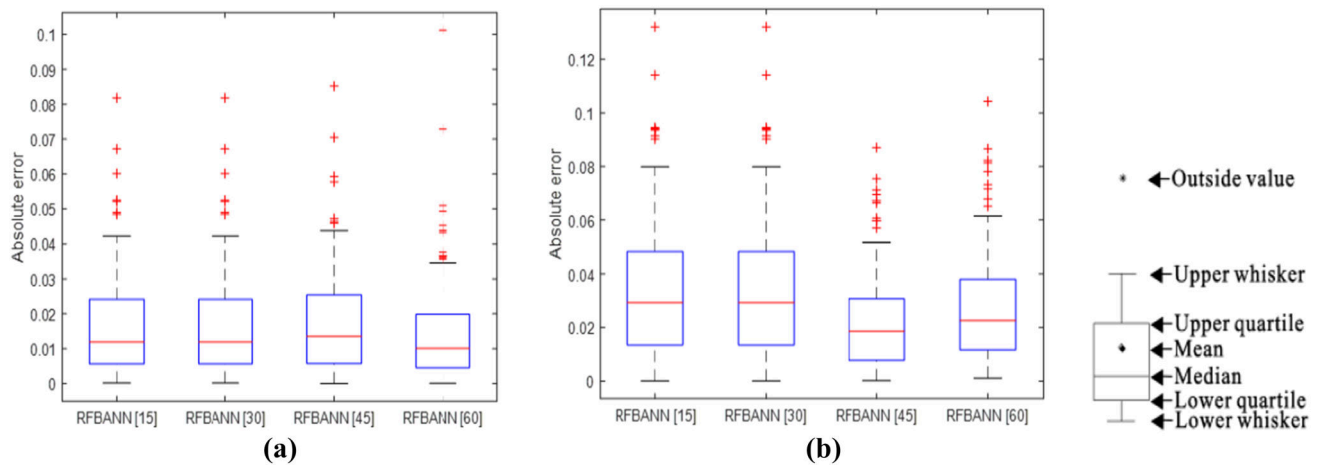 Absolute error
0.1
0.09
0.08
0.07
0.06
0.05
0.04
0.03
0.02
0.01
0
RFBANN [15]
RFBANN [30]
RFBANN [45]
RFBANN [60]
(a)
Absolute error
0.12
0.1
0.08
0.06
0.04
0.02
0
RFBANN [15]
RFBANN [30]
RFBANN [45]
RFBANN [60]
(b)
Outside value
Upper whisker
Upper quartile
Mean
Median
Lower quartile
Lower whisker